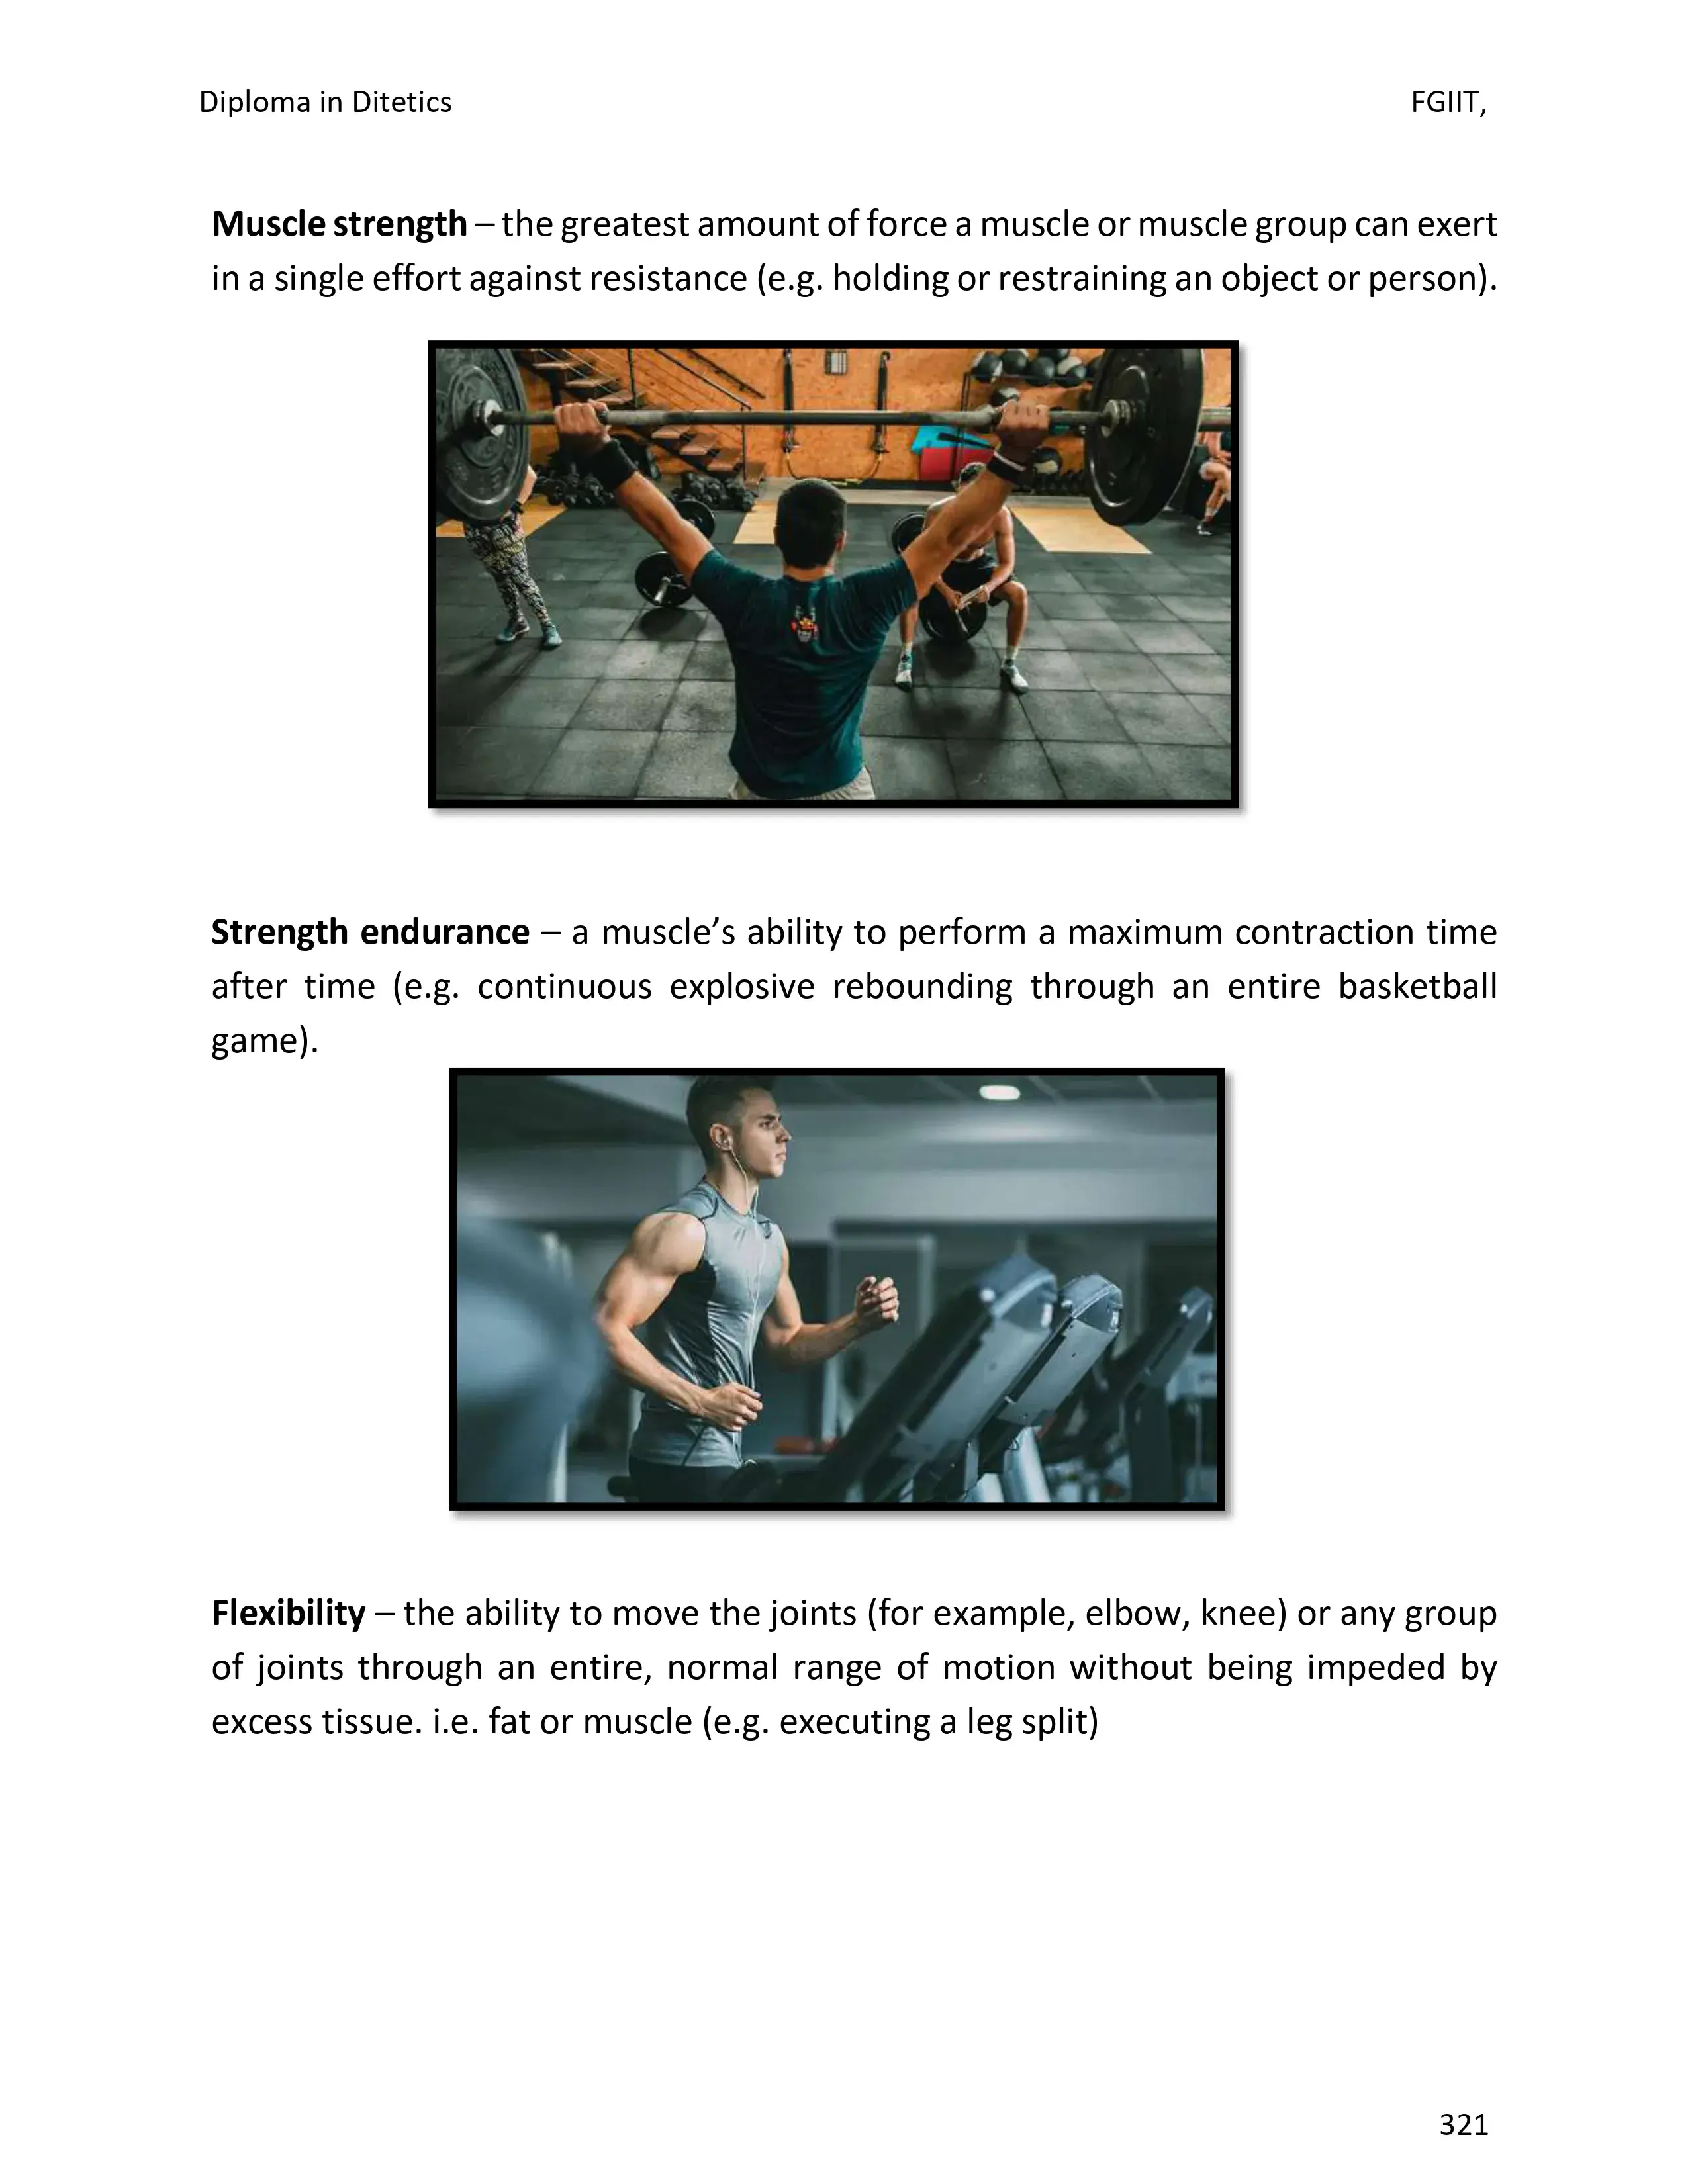 Diploma in Ditetics FGIIT,
Muscle strength – the greatest amount of force a muscle or muscle group can exert
in a single effort against resistance (e.g. holding or restraining an object or person).
Strength endurance – a muscle’s ability to perform a maximum contraction time
after time (e.g. continuous explosive rebounding through an entire basketball
game).
Flexibility – the ability to move the joints (for example, elbow, knee) or any group
of joints through an entire, normal range of motion without being impeded by
excess tissue. i.e. fat or muscle (e.g. executing a leg split)
321